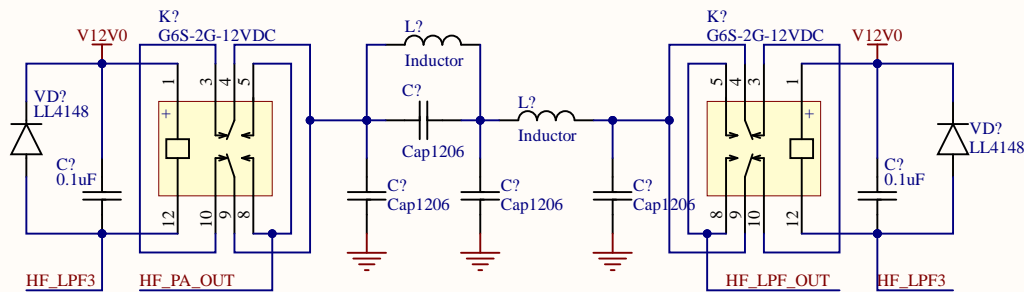 K?
G6S-2G-12VDC
V12V0
1
3
4
5
+
12
10
9
8
VD?
LL4148
C?
0.1uF
HF_LPF3
HF_PA_OUT
L?
Inductor
C?
Cap1206
L?
Inductor
C?
Cap1206
C?
Cap1206
C?
Cap1206
K?
G6S-2G-12VDC
V12V0
5
4
3
1
+
8
9
10
12
C?
0.1uF
VD?
LL4148
HF_LPF_OUT
HF_LPF3